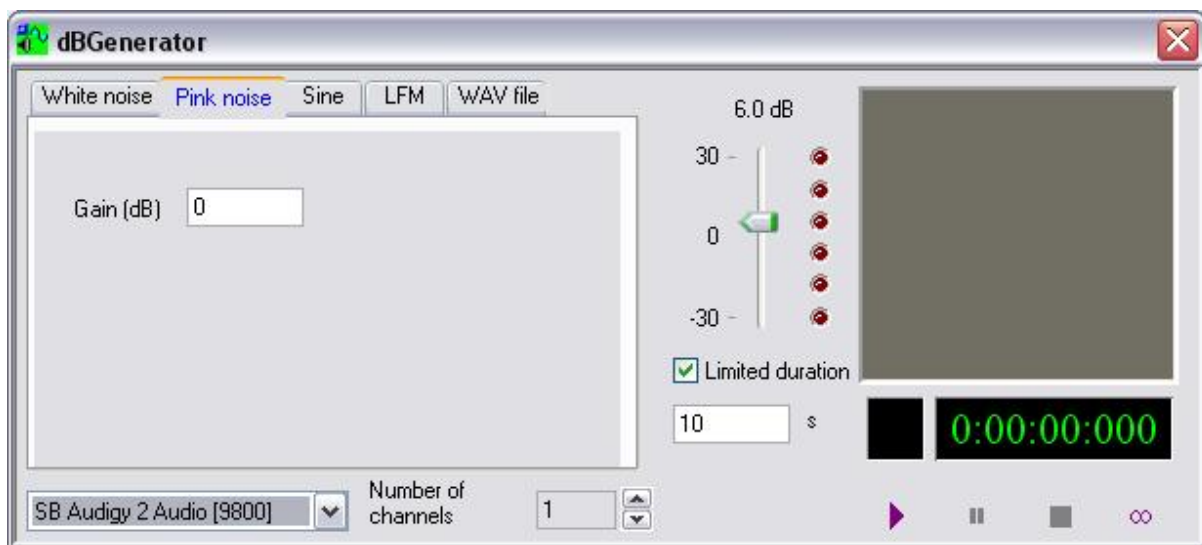 dBGenerator
White noise
Pink noise
Sine
LFM
WAV file
Gain (dB)
0
6.0 dB
30
0
-30
Limited duration
10
s
0:00:00:000
SB Audigy 2 Audio [9800]
Number of
channels
1